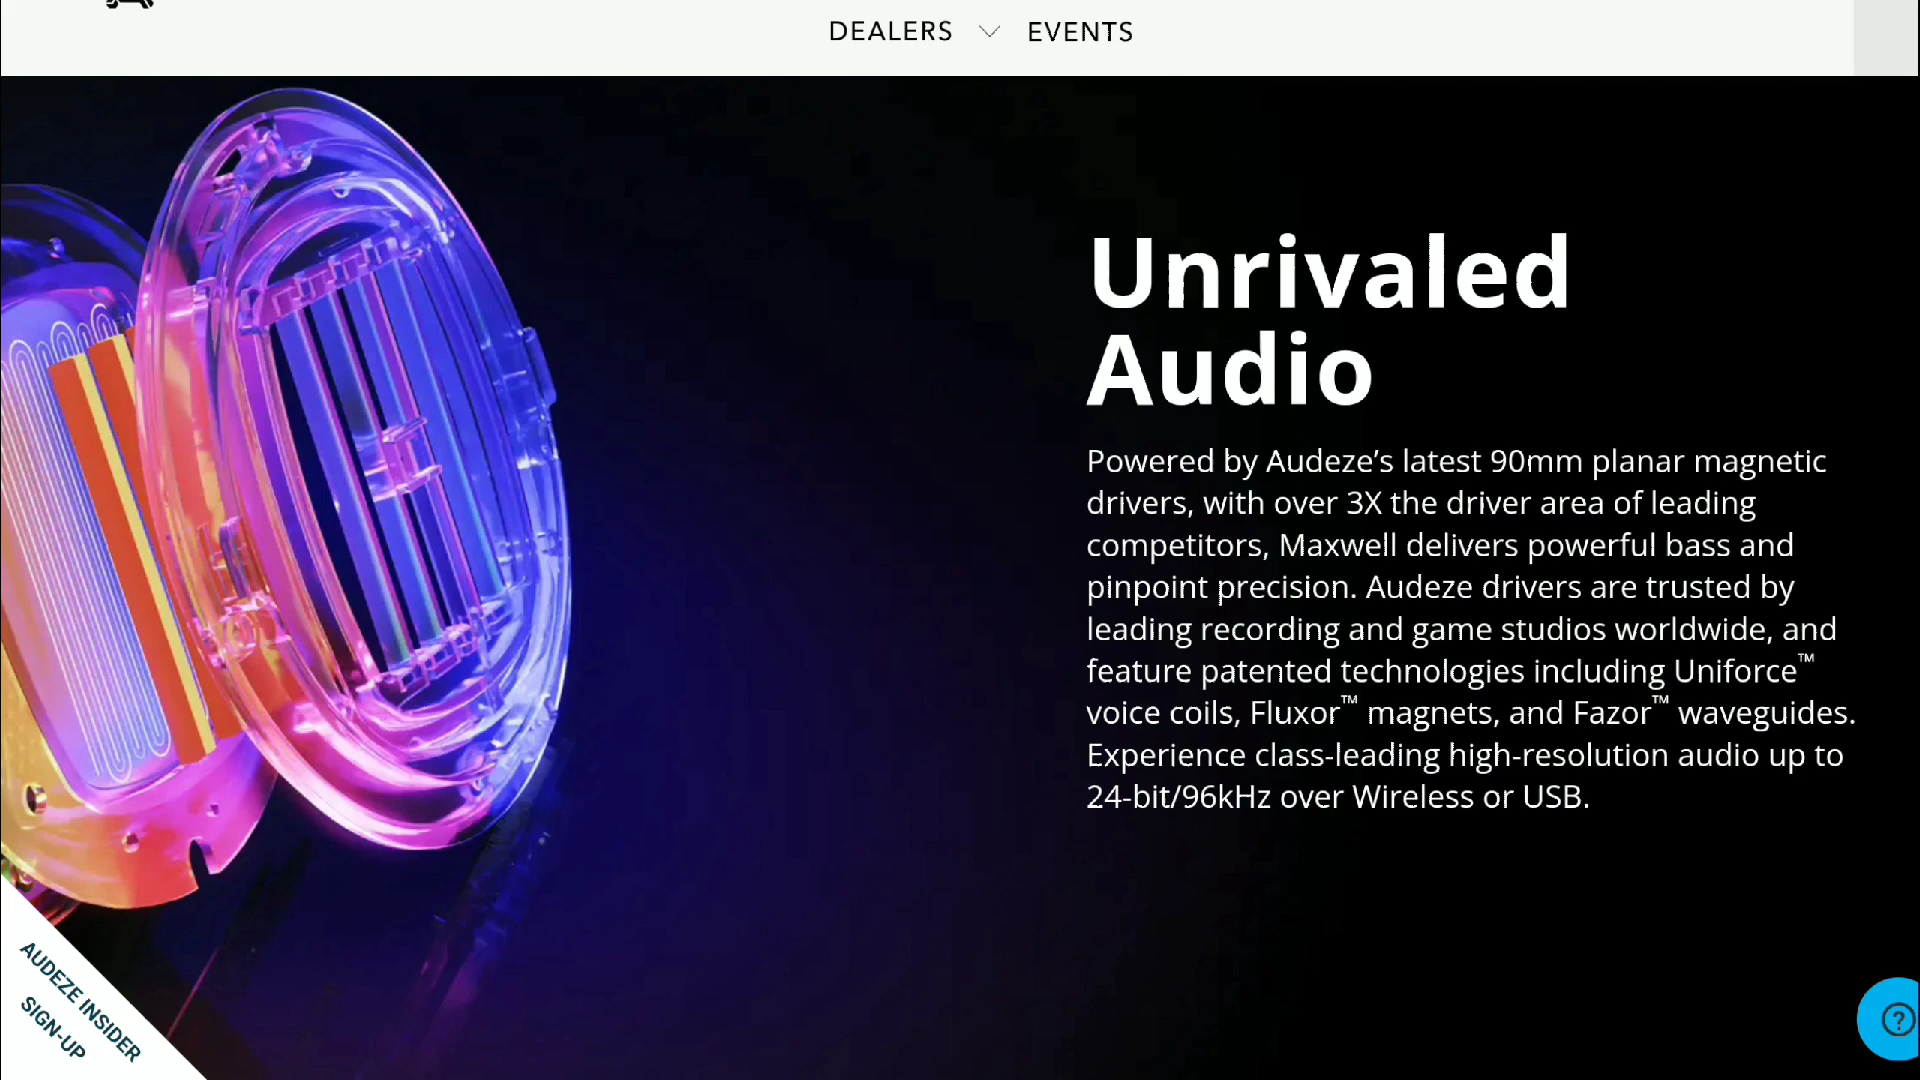 DEALERS EVENTS
Unrivaled
Audio
Powered by Audeze’s latest 90mm planar magnetic
drivers, with over 3X the driver area of leading
competitors, Maxwell delivers powerful bass and
pinpoint precision. Audeze drivers are trusted by
leading recording and game studios worldwide, and
feature patented technologies including Uniforce™
voice coils, Fluxor™ magnets, and Fazor™ waveguides.
Experience class-leading high-resolution audio up to
24-bit/96kHz over Wireless or USB.
AUDEZE INSIDER
SIGN-UP
?